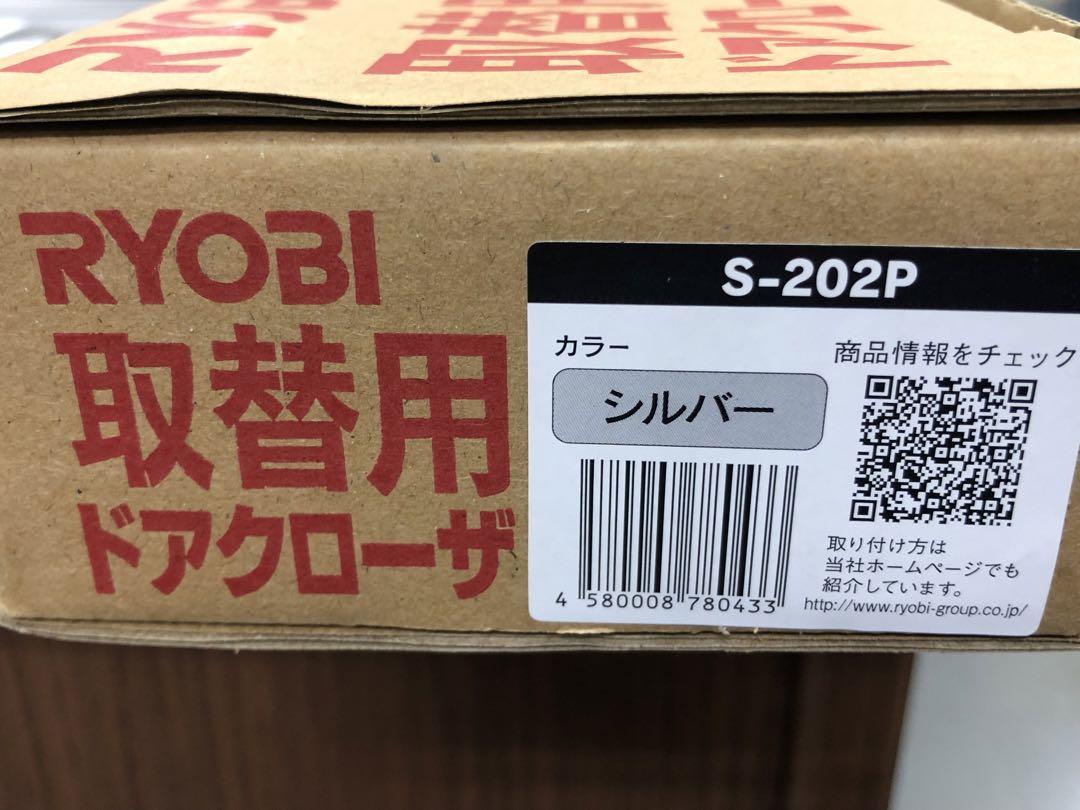 RYOBI
取替用
ドアクローザ
S-202P
カラー
シルバー
4 580008 780433
商品情報をチェック
取り付け方は
当社ホームページでも
紹介しています。
http://www.ryobi-group.co.jp/